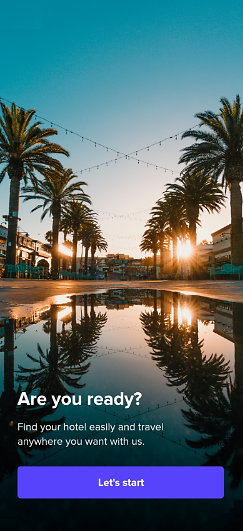 Are you ready?
Find your hotel easily and travel
anywhere you want with us.
Let's start